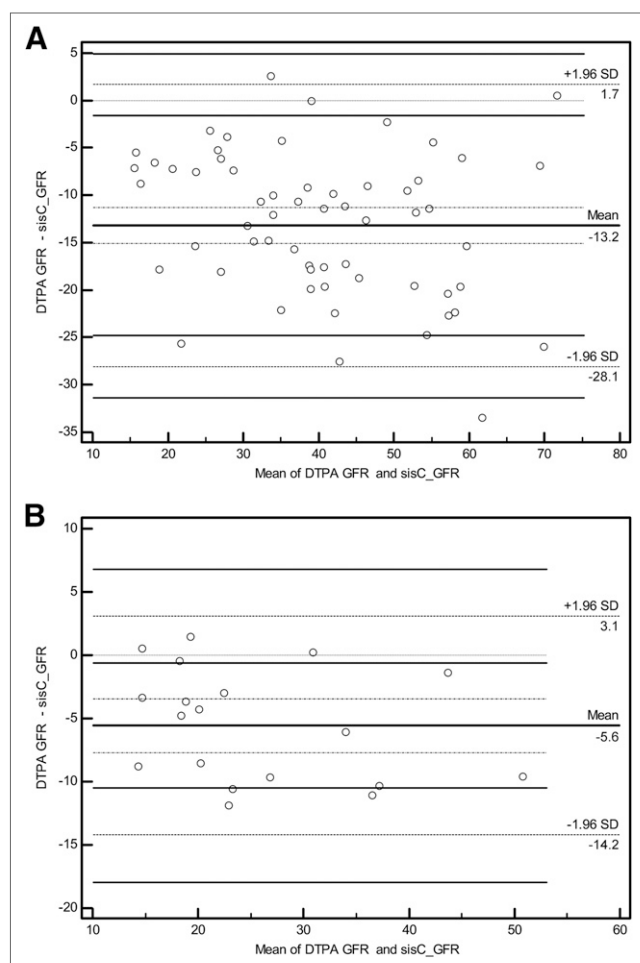 A
5
0
-5
-10
-15
-20
-25
-30
-35
DTPA GFR - sisC_GFR
+1.96 SD
1.7
Mean
-13.2
-1.96 SD
-28.1
10 20 30 40 50 60 70 80
Mean of DTPA GFR and sisC_GFR
B
10
5
0
-5
-10
-15
-20
DTPA GFR - sisC_GFR
+1.96 SD
3.1
Mean
-5.6
-1.96 SD
-14.2
10 20 30 40 50 60
Mean of DTPA GFR and sisC_GFR